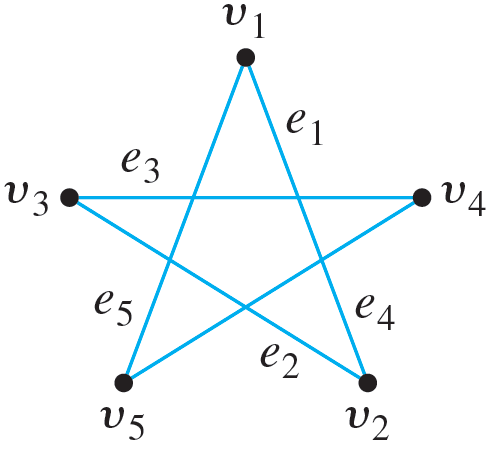 v₁
e₁
e₃
v₃
v₄
e₅
e₄
e₂
v₅
v₂